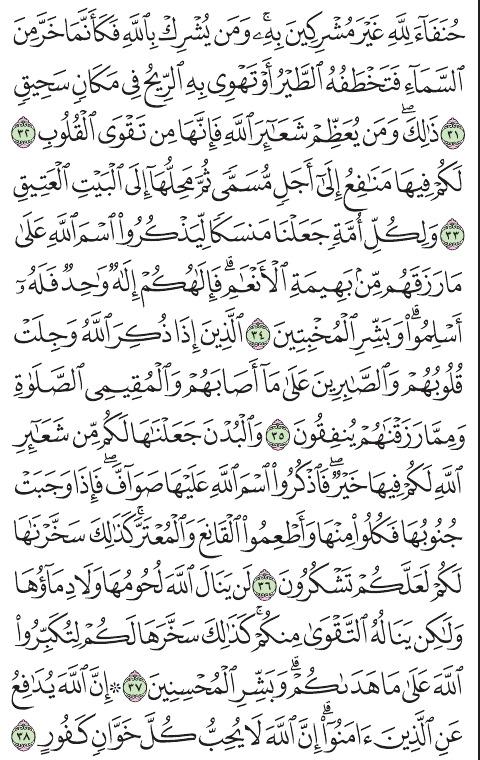 حُنَفَآءَ لِلَّهِ غَيْرَ مُشْرِكِينَ بِهِۦۚ وَمَن يُشْرِكْ بِٱللَّهِ فَكَأَنَّمَا خَرَّ مِنَ
ٱلسَّمَآءِ فَتَخْطَفُهُ ٱلطَّيْرُ أَوْ تَهْوِى بِهِ ٱلرِّيحُ فِى مَكَانٍ سَحِيقٍ
٣١ ذَٰلِكَۖ وَمَن يُعَظِّمْ شَعَٰٓئِرَ ٱللَّهِ فَإِنَّهَا مِن تَقْوَى ٱلْقُلُوبِ ٣٢
لَكُمْ فِيهَا مَنَٰفِعُ إِلَىٰٓ أَجَلٍ مُّسَمًّى ثُمَّ مَحِلُّهَآ إِلَى ٱلْبَيْتِ ٱلْعَتِيقِ
٣٣ وَلِكُلِّ أُمَّةٍ جَعَلْنَا مَنسَكًا لِّيَذْكُرُوا۟ ٱسْمَ ٱللَّهِ عَلَىٰ
مَا رَزَقَهُم مِّنۢ بَهِيمَةِ ٱلْأَنْعَٰمِۗ فَإِلَٰهُكُمْ إِلَٰهٌ وَٰحِدٌ فَلَهُۥٓ
أَسْلِمُوا۟ۗ وَبَشِّرِ ٱلْمُخْبِتِينَ ٣٤ ٱلَّذِينَ إِذَا ذُكِرَ ٱللَّهُ وَجِلَتْ
قُلُوبُهُمْ وَٱلصَّٰبِرِينَ عَلَىٰ مَآ أَصَابَهُمْ وَٱلْمُقِيمِى ٱلصَّلَوٰةِ
وَمِمَّا رَزَقْنَٰهُمْ يُنفِقُونَ ٣٥ وَٱلْبُدْنَ جَعَلْنَٰهَا لَكُم مِّن شَعَٰٓئِرِ
ٱللَّهِ لَكُمْ فِيهَا خَيْرٌۖ فَٱذْكُرُوا۟ ٱسْمَ ٱللَّهِ عَلَيْهَا صَوَآفَّۖ فَإِذَا وَجَبَتْ
جُنُوبُهَا فَكُلُوا۟ مِنْهَا وَأَطْعِمُوا۟ ٱلْقَانِعَ وَٱلْمُعْتَرَّۚ كَذَٰلِكَ سَخَّرْنَٰهَا
لَكُمْ لَعَلَّكُمْ تَشْكُرُونَ ٣٦ لَن يَنَالَ ٱللَّهَ لُحُومُهَا وَلَا دِمَآؤُهَا
وَلَٰكِن يَنَالُهُ ٱلتَّقْوَىٰ مِنكُمْۚ كَذَٰلِكَ سَخَّرَهَا لَكُمْ لِتُكَبِّرُوا۟
ٱللَّهَ عَلَىٰ مَا هَدَىٰكُمْۗ وَبَشِّرِ ٱلْمُحْسِنِينَ ٣٧ ۞ إِنَّ ٱللَّهَ يُدَٰفِعُ
عَنِ ٱلَّذِينَ ءَامَنُوٓا۟ۗ إِنَّ ٱللَّهَ لَا يُحِبُّ كُلَّ خَوَّانٍ كَفُورٍ ٣٨